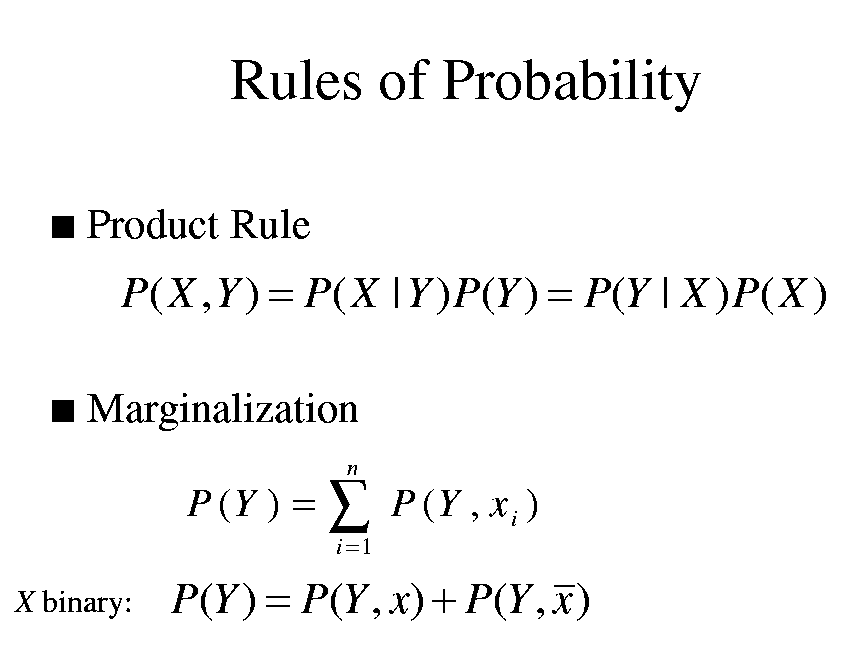 Rules of Probability
■ Product Rule
P(X,Y) = P(X | Y)P(Y) = P(Y | X)P(X)
■ Marginalization
P(Y) = ∑_{i=1}^{n} P(Y, x_i)
X binary: P(Y) = P(Y, x) + P(Y, x̅)